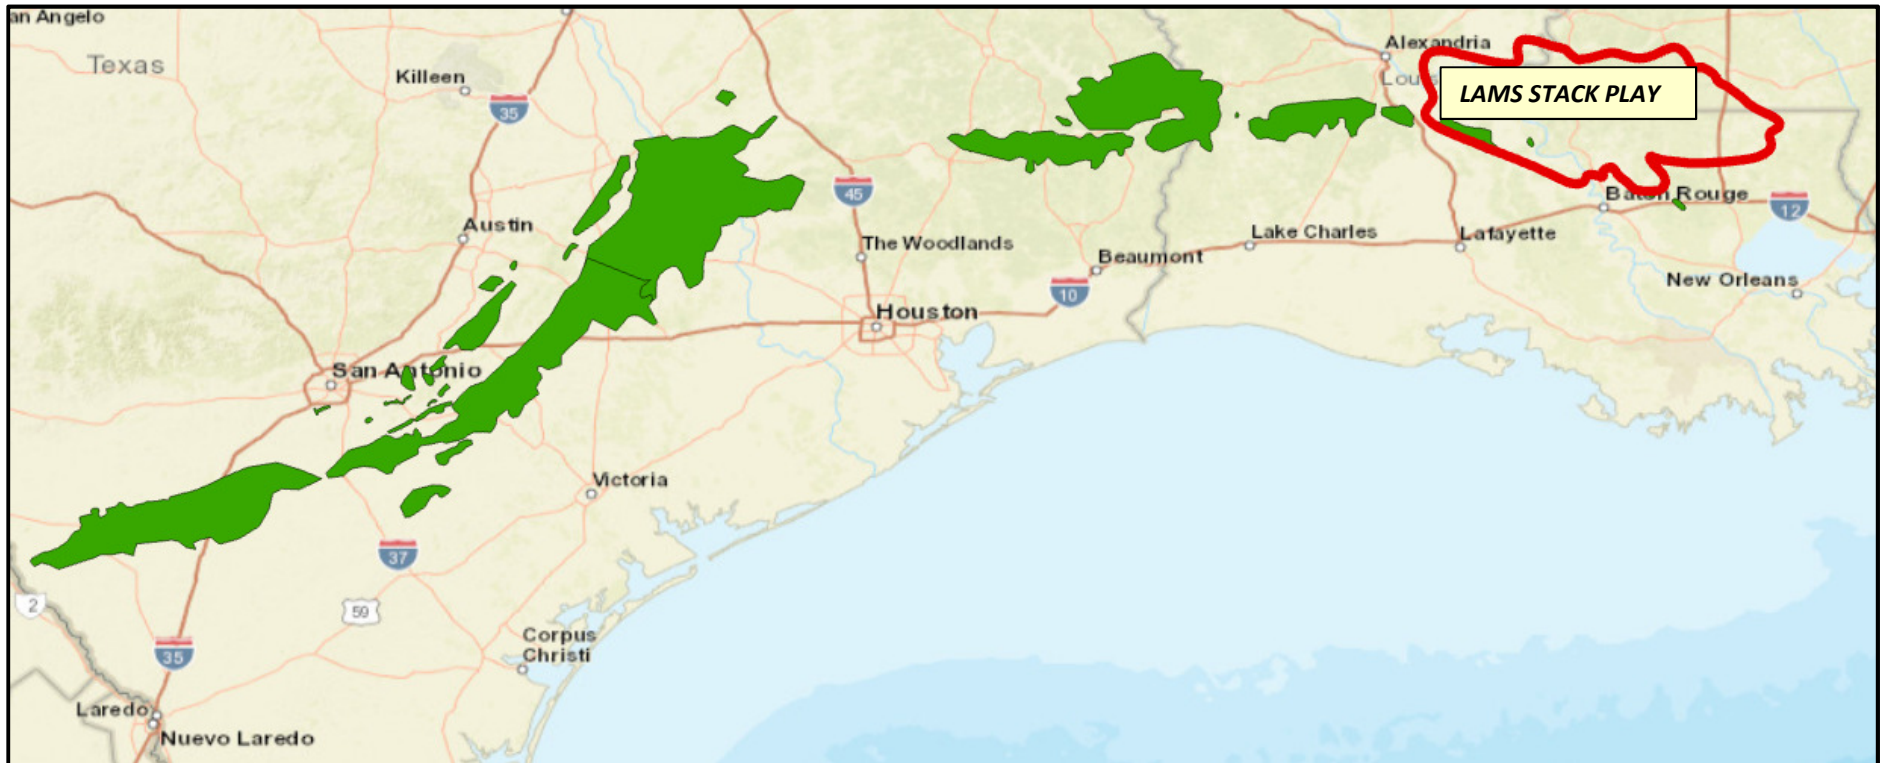 an Angelo
Texas
Killeen
35
Alexandria
Loui
LAMS STACK PLAY
45
Baton Rouge
12
Austin
The Woodlands
Lake Charles
Lafayette
Beaumont
New Orleans
10
Houston
San Antonio
Victoria
37
2
59
Corpus
Christi
35
Laredo
Nuevo Laredo